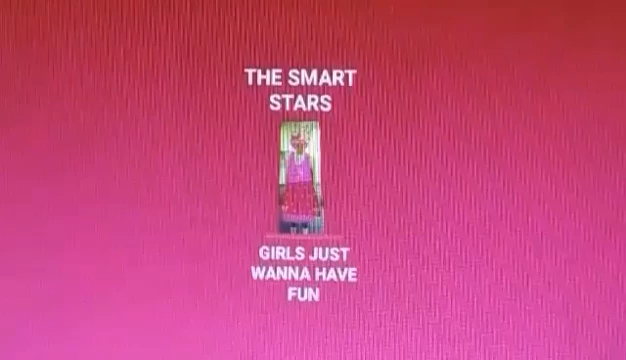 THE SMART
STARS
GIRLS JUST
WANNA HAVE
FUN